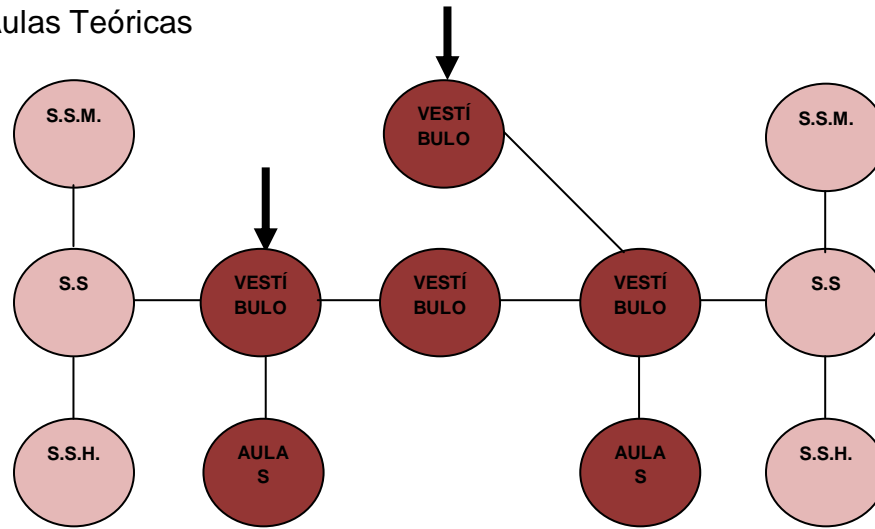 Aulas Teóricas
S.S.M.
VESTÍ
BULO
S.S.M.
S.S
VESTÍ
BULO
VESTÍ
BULO
VESTÍ
BULO
S.S
S.S.H.
AULA
S
AULA
S
S.S.H.